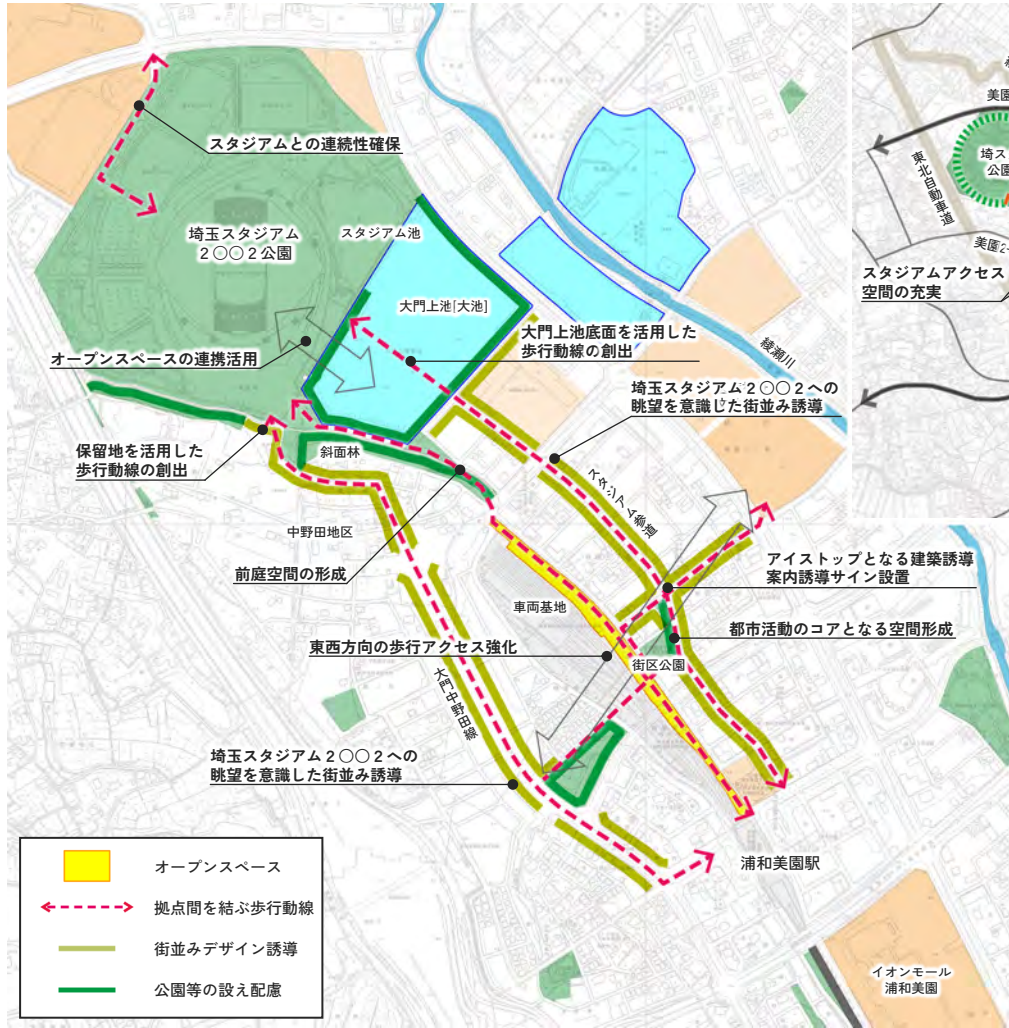 スタジアムとの連続性確保
埼玉スタジアム
2〇〇2公園
スタジアム池
大門上池[大池]
大門上池底面を活用した
歩行動線の創出
オープンスペースの連携活用
綾瀬川
埼玉スタジアム2〇〇2への
眺望を意識した街並み誘導
保留地を活用した
歩行動線の創出
斜面林
スタジアム参道
中野田地区
前庭空間の形成
アイストップとなる建築誘導
案内誘導サイン設置
車両基地
都市活動のコアとなる空間形成
東西方向の歩行アクセス強化
街区公園
大門中野田線
埼玉スタジアム2〇〇2への
眺望を意識した街並み誘導
浦和美園駅
イオンモール
浦和美園
オープンスペース
拠点間を結ぶ歩行動線
街並みデザイン誘導
公園等の設え配慮
美園
埼ス
公園
東北自動車道
美園2
スタジアムアクセス
空間の充実